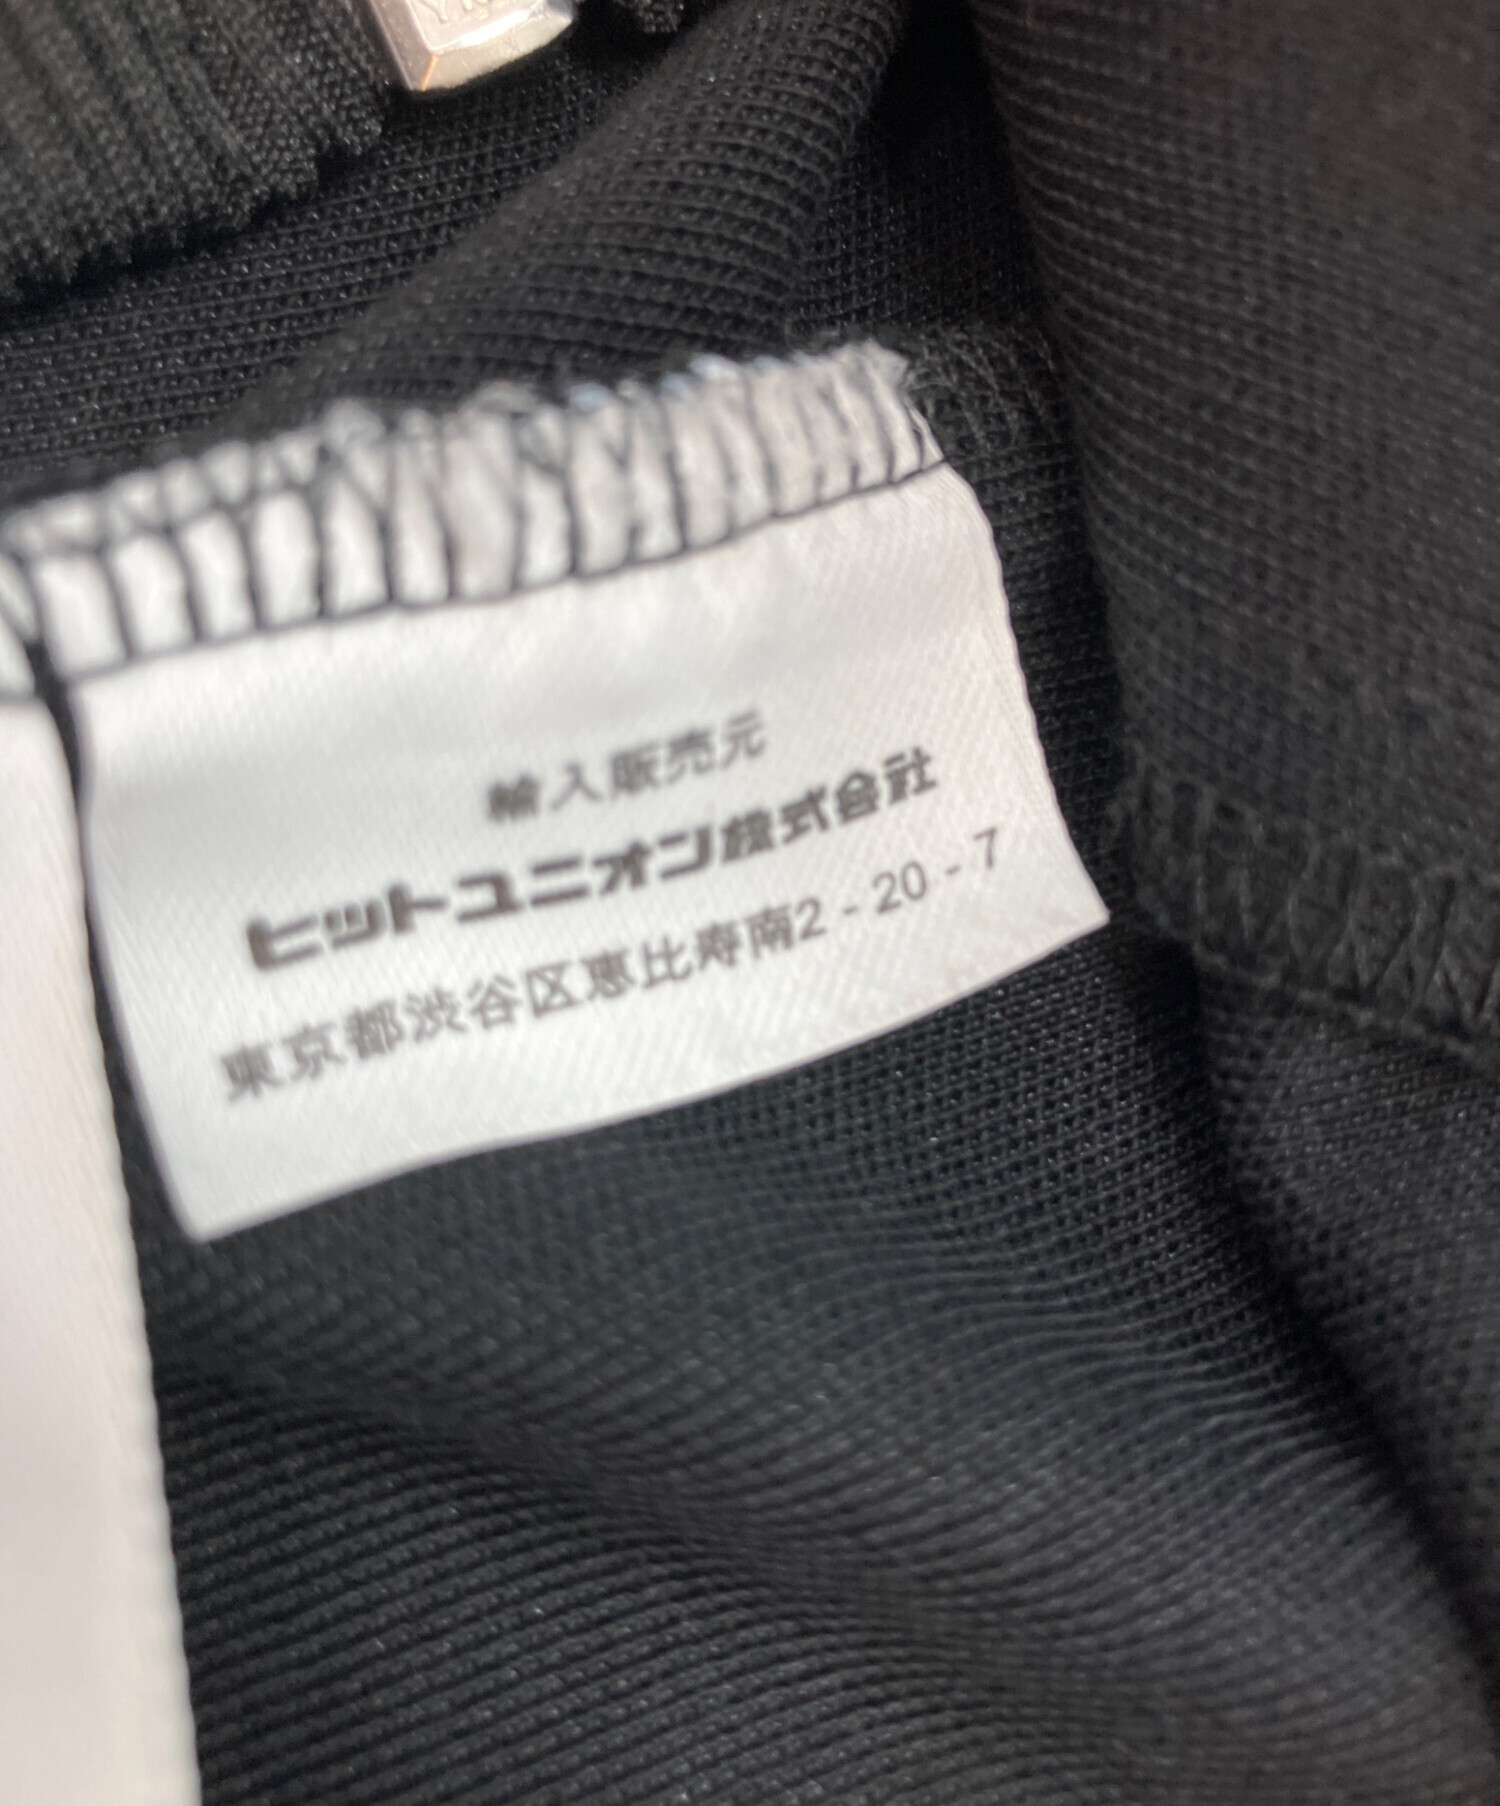 輸入販売元
ヒットユニオン株式会社
東京都渋谷区恵比寿南2-20-7